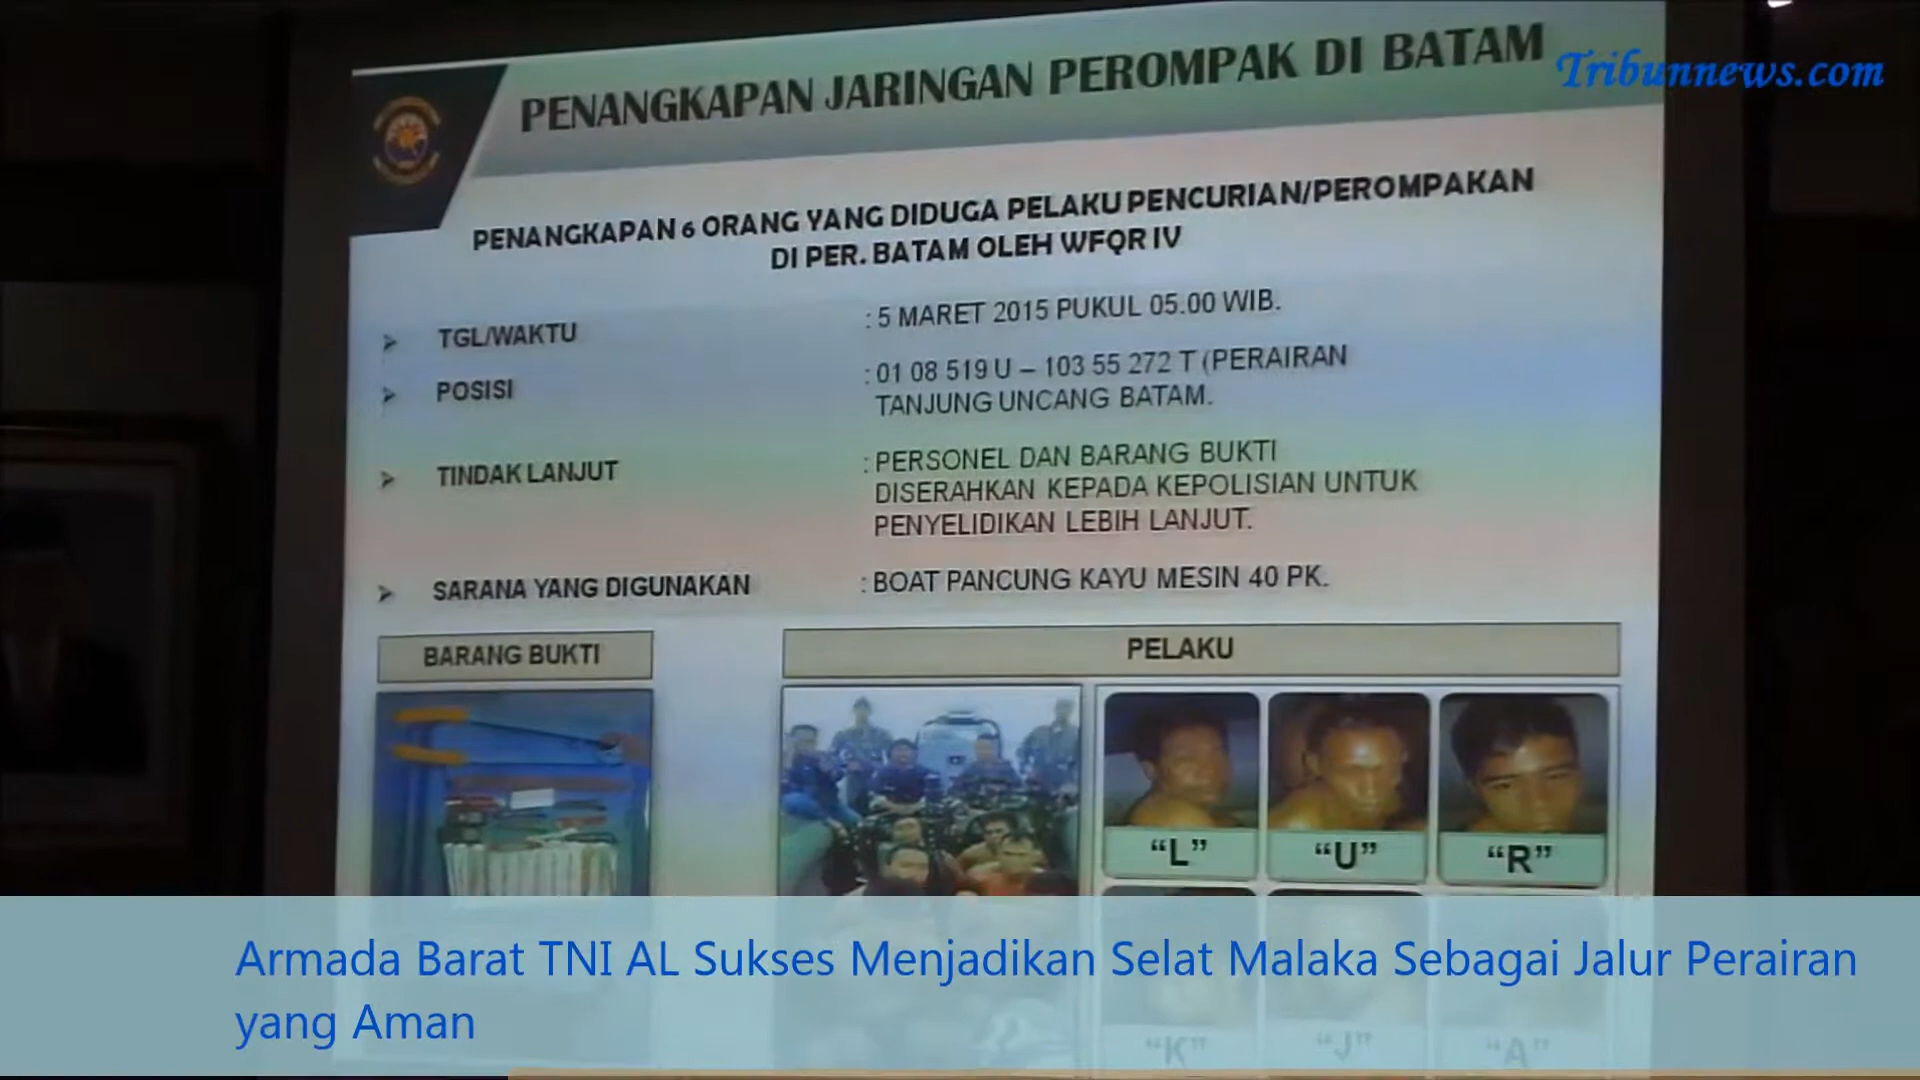 PENANGKAPAN JARINGAN PEROMPAK DI BATAM
Tribunnews.com
PENANGKAPAN 6 ORANG YANG DIDUGA PELAKU PENCURIAN/PEROMPAKAN
DI PER. BATAM OLEH WFQR IV
TGL/WAKTU : 5 MARET 2015 PUKUL 05.00 WIB.
POSISI : 01 08 519 U – 103 55 272 T (PERAIRAN
TANJUNG UNCANG BATAM.
TINDAK LANJUT : PERSONEL DAN BARANG BUKTI
DISERAHKAN KEPADA KEPOLISIAN UNTUK
PENYELIDIKAN LEBIH LANJUT.
SARANA YANG DIGUNAKAN : BOAT PANCUNG KAYU MESIN 40 PK.
BARANG BUKTI
PELAKU
“L” “U” “R”
“K” “J” “A”
Armada Barat TNI AL Sukses Menjadikan Selat Malaka Sebagai Jalur Perairan
yang Aman